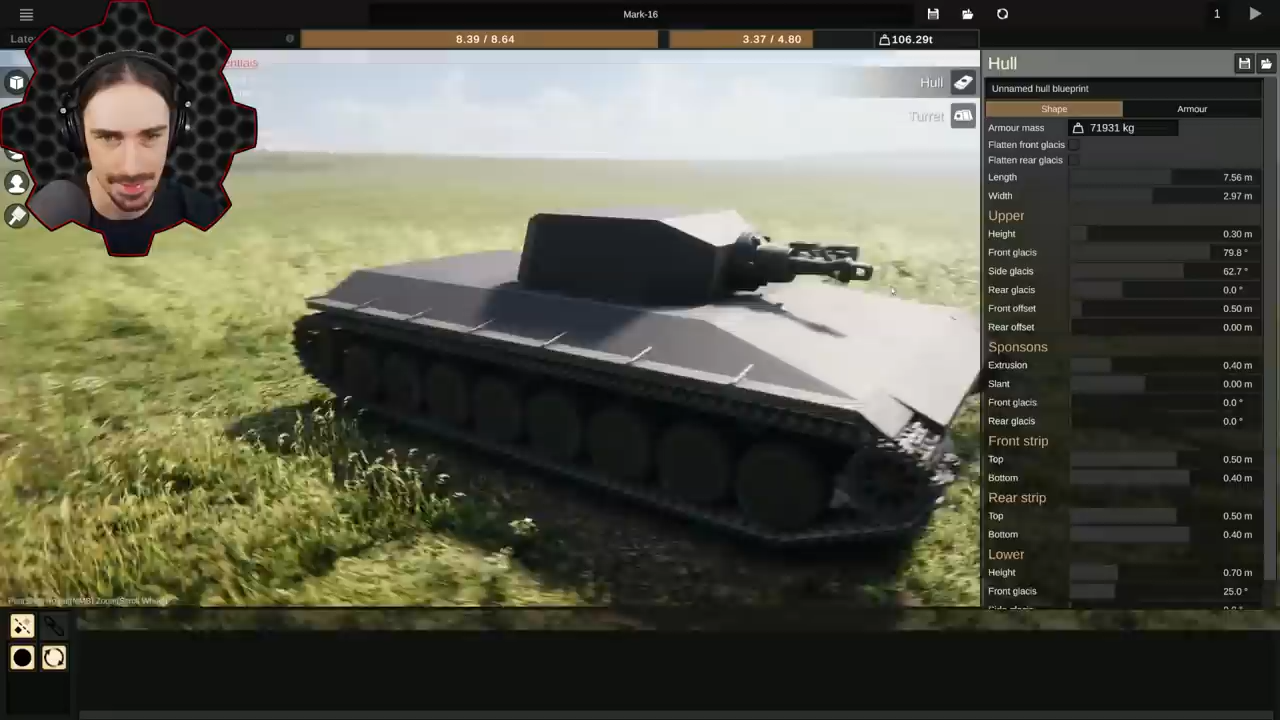 Mark-16
1
Late
8.39 / 8.64
3.37 / 4.80
106.29t
Hull
Turret
Hull
Unnamed hull blueprint
Shape
Armour
Armour mass
71931 kg
Flatten front glacis
Flatten rear glacis
Length 7.56 m
Width 2.97 m
Upper
Height 0.30 m
Front glacis 79.8 °
Side glacis 62.7 °
Rear glacis 0.0 °
Front offset 0.50 m
Rear offset 0.00 m
Sponsons
Extrusion 0.40 m
Slant 0.00 m
Front glacis 0.0 °
Rear glacis 0.0 °
Front strip
Top 0.50 m
Bottom 0.40 m
Rear strip
Top 0.50 m
Bottom 0.40 m
Lower
Height 0.70 m
Front glacis 25.0 °